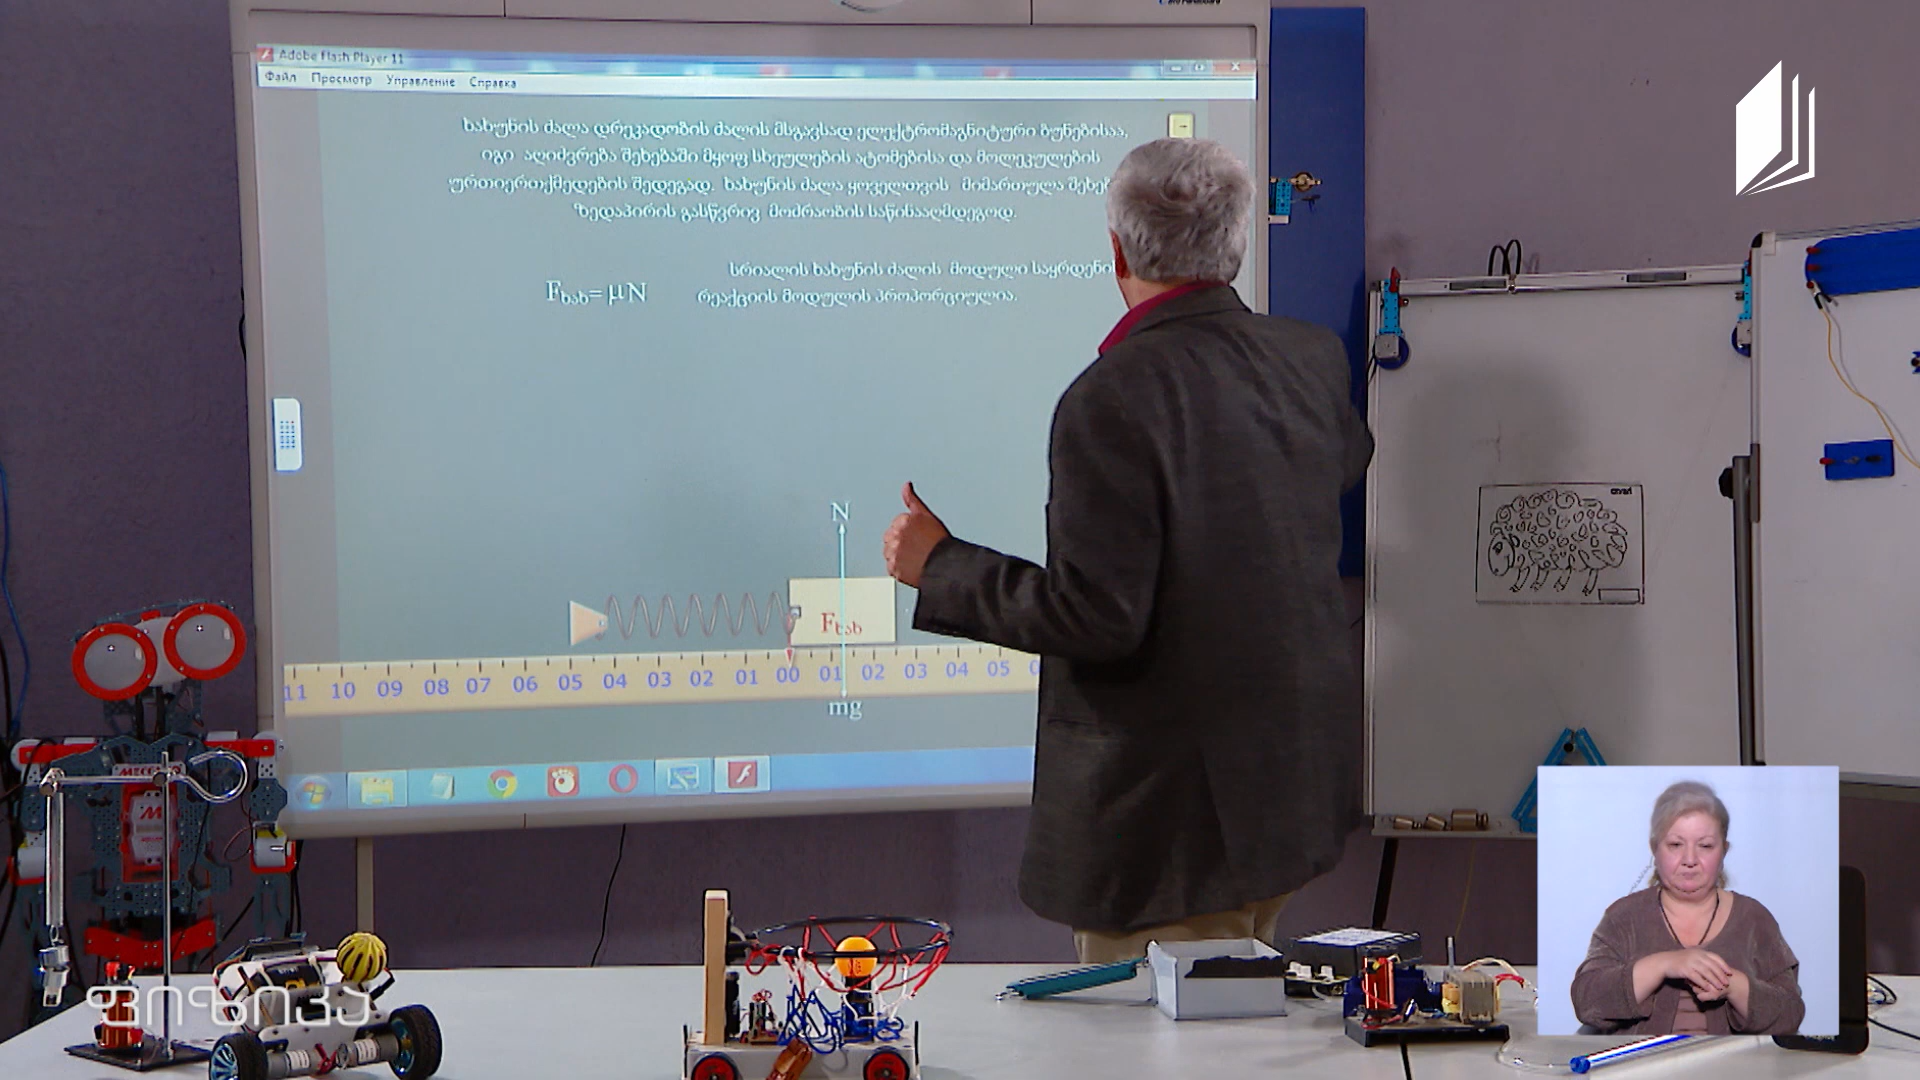 Adobe Flash Player 11
Файл Просмотр Управление Справка
ხახუნის ძალა დრეკადობის ძალის მსგავსად ელექტრომაგნიტური ბუნებისაა,
იგი აღიძვრება შეხებაში მყოფ სხეულების ატომებისა და მოლეკულების
ურთიერთქმედების შედეგად. ხახუნის ძალა ყოველთვის მიმართულა
ზედაპირის გასწვრივ მოძრაობის საწინააღმდეგოდ.
სრიალის ხახუნის ძალის მოდული საყრდენის
Fხახ= μN
რეაქციის მოდულის პროპორციულია.
N
Fხახ
11 10 09 08 07 06 05 04 03 02 01 00 01 02 03 04 05
mg
MECCANO
ფიზიკა